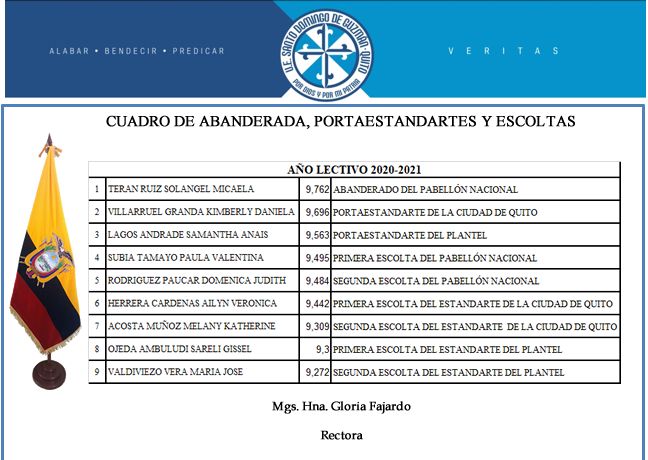 ALABAR • BENDECIR • PREDICAR
U.E. SANTO DOMINGO DE GUZMÁN-QUITO
POR DIOS Y POR MI PATRIA
VERITAS
CUADRO DE ABANDERADA, PORTAESTANDARTES Y ESCOLTAS
AÑO LECTIVO 2020-2021
1 TERAN RUIZ SOLANGEL MICAELA 9,762 ABANDERADO DEL PABELLÓN NACIONAL
2 VILLARRUEL GRANDA KIMBERLY DANIELA 9,696 PORTAESTANDARTE DE LA CIUDAD DE QUITO
3 LAGOS ANDRADE SAMANTHA ANAIS 9,563 PORTAESTANDARTE DEL PLANTEL
4 SUBIA TAMAYO PAULA VALENTINA 9,495 PRIMERA ESCOLTA DEL PABELLÓN NACIONAL
5 RODRIGUEZ PAUCAR DOMENICA JUDITH 9,484 SEGUNDA ESCOLTA DEL PABELLÓN NACIONAL
6 HERRERA CARDENAS AILYN VERONICA 9,442 PRIMERA ESCOLTA DEL ESTANDARTE DE LA CIUDAD DE QUITO
7 ACOSTA MUÑOZ MELANY KATHERINE 9,309 SEGUNDA ESCOLTA DEL ESTANDARTE DE LA CIUDAD DE QUITO
8 OJEDA AMBULUDI SARELI GISSEL 9,3 PRIMERA ESCOLTA DEL ESTANDARTE DEL PLANTEL
9 VALDIVIEZO VERA MARIA JOSE 9,272 SEGUNDA ESCOLTA DEL ESTANDARTE DEL PLANTEL
Mgs. Hna. Gloria Fajardo
Rectora